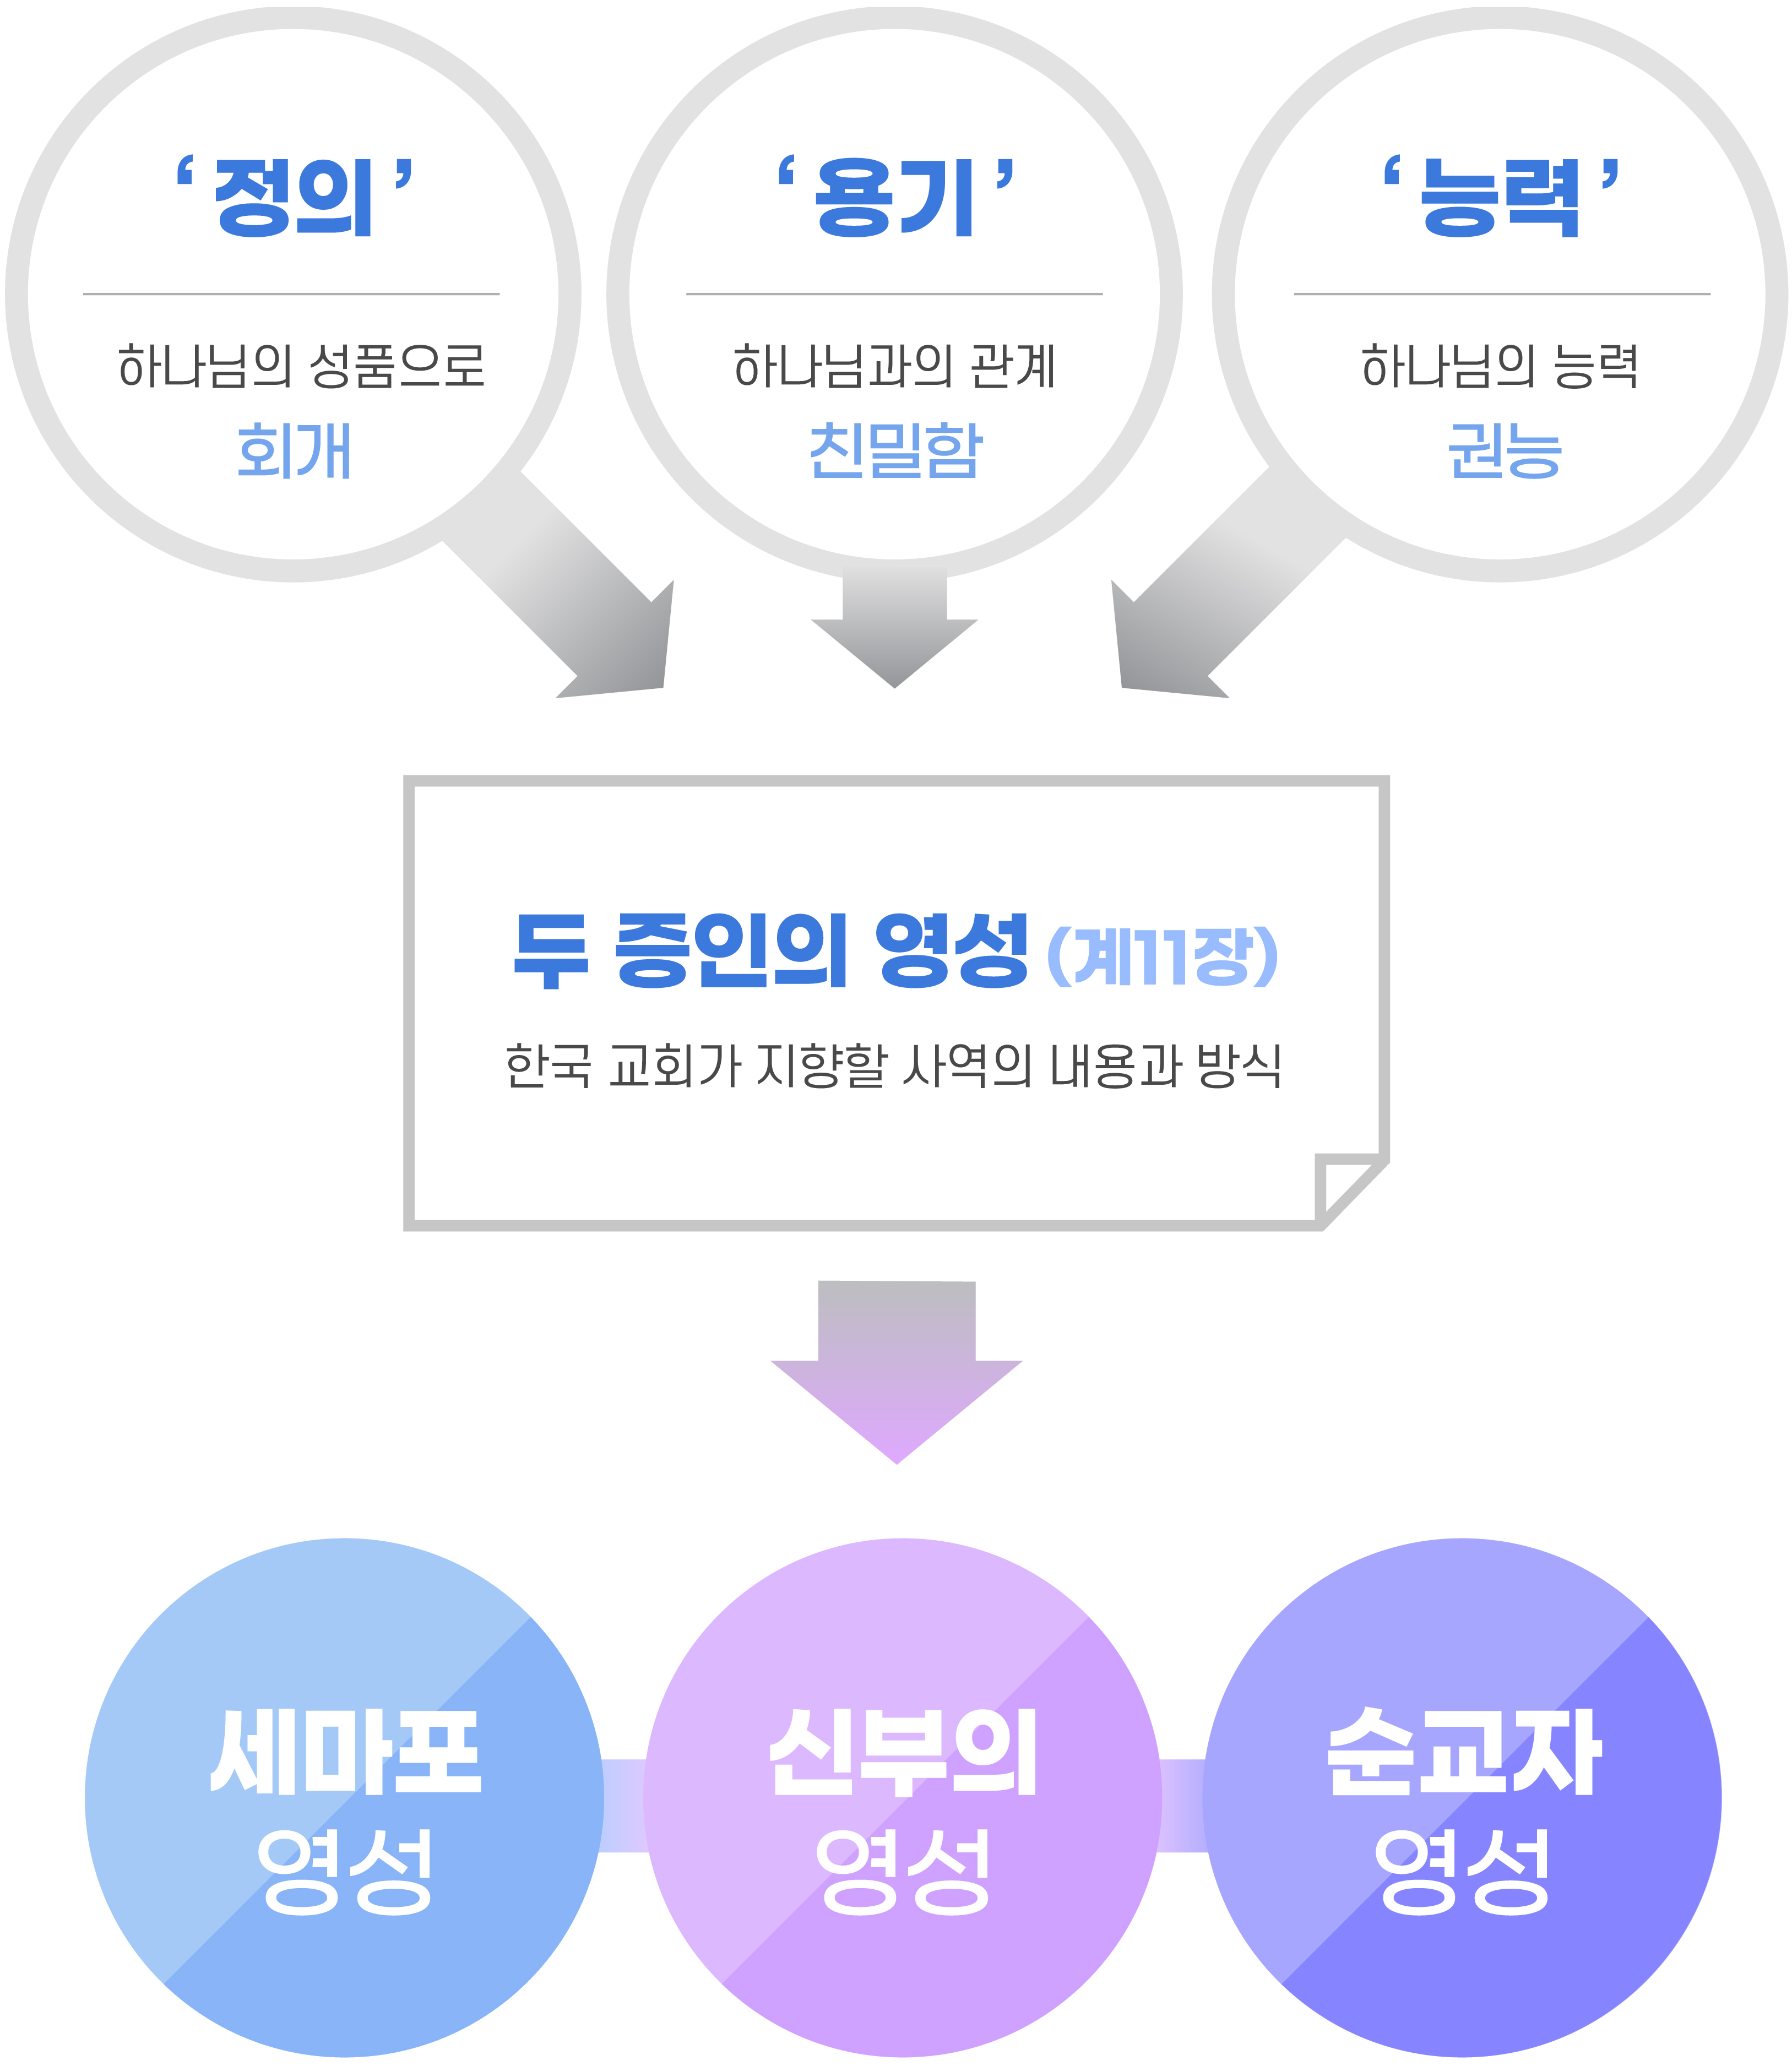 ‘정의’
하나님의 성품으로
회개
‘용기’
하나님과의 관계
친밀함
‘능력’
하나님의 능력
권능
두 증인의 영성 (계11장)
한국 교회가 지향할 사역의 내용과 방식
세마포
영성
신부의
영성
순교자
영성